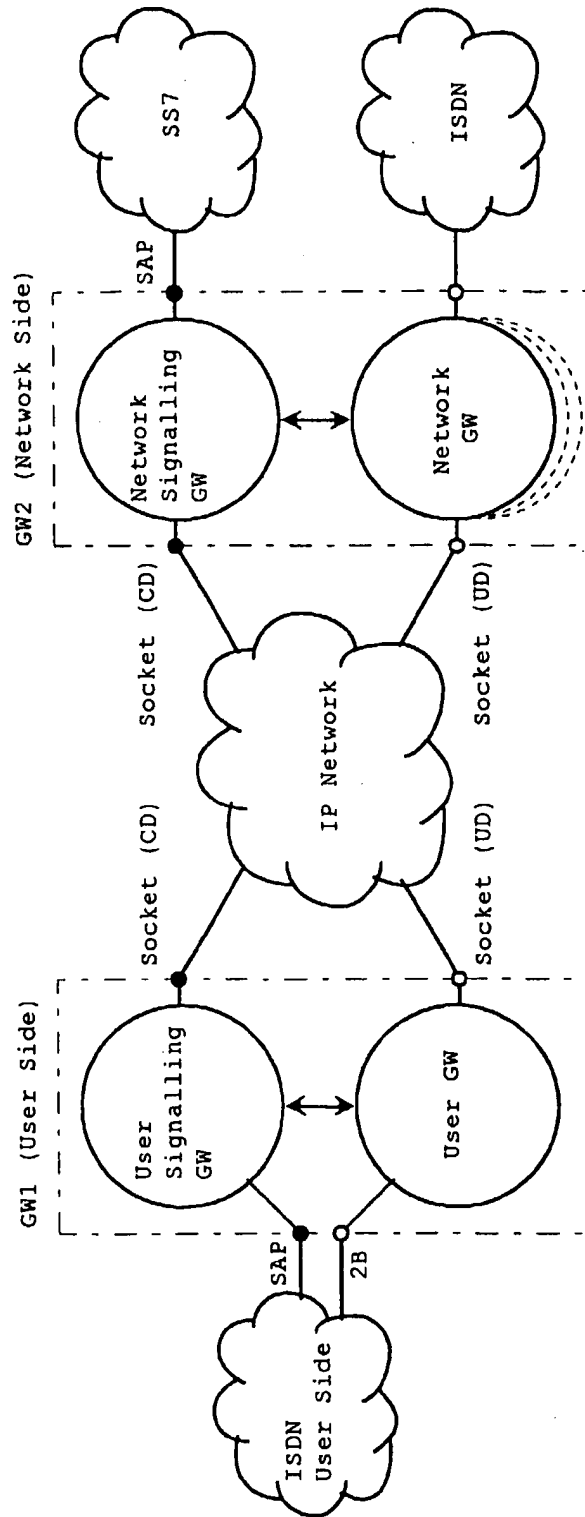 GW1 (User Side)
GW2 (Network Side)
ISDN
User Side
SAP
2B
User
Signalling
GW
User GW
Socket (CD)
Socket (UD)
IP Network
Socket (CD)
Socket (UD)
Network
Signalling
GW
Network
GW
SAP
SS7
ISDN